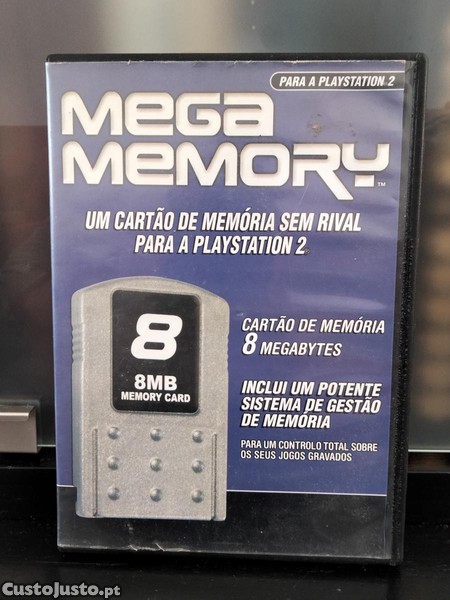 PARA A PLAYSTATION 2
MEGA
MEMORY™
UM CARTÃO DE MEMÓRIA SEM RIVAL
PARA A PLAYSTATION 2
8
8MB
MEMORY CARD
CARTÃO DE MEMÓRIA
8 MEGABYTES
INCLUI UM POTENTE
SISTEMA DE GESTÃO
DE MEMÓRIA
PARA UM CONTROLO TOTAL SOBRE
OS SEUS JOGOS GRAVADOS
CustoJusto.pt